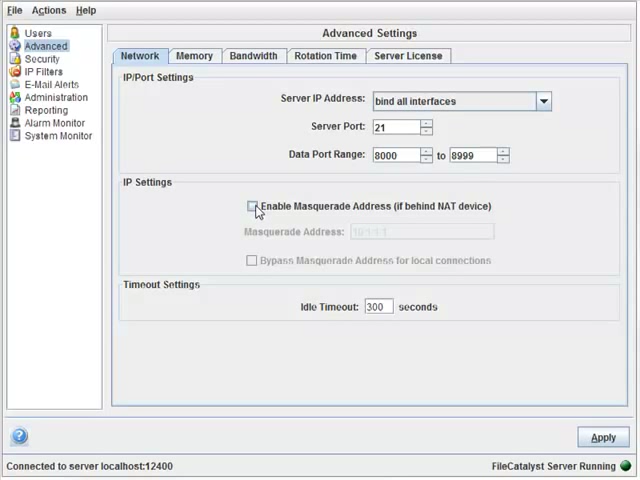 File Actions Help
Users
Advanced
Security
IP Filters
E-Mail Alerts
Administration
Reporting
Alarm Monitor
System Monitor
Advanced Settings
Network Memory Bandwidth Rotation Time Server License
IP/Port Settings
Server IP Address: bind all interfaces
Server Port: 21
Data Port Range: 8000 to 8999
IP Settings
Enable Masquerade Address (if behind NAT device)
Masquerade Address:
Bypass Masquerade Address for local connections
Timeout Settings
Idle Timeout: 300 seconds
? Apply
Connected to server localhost:12400 FileCatalyst Server Running